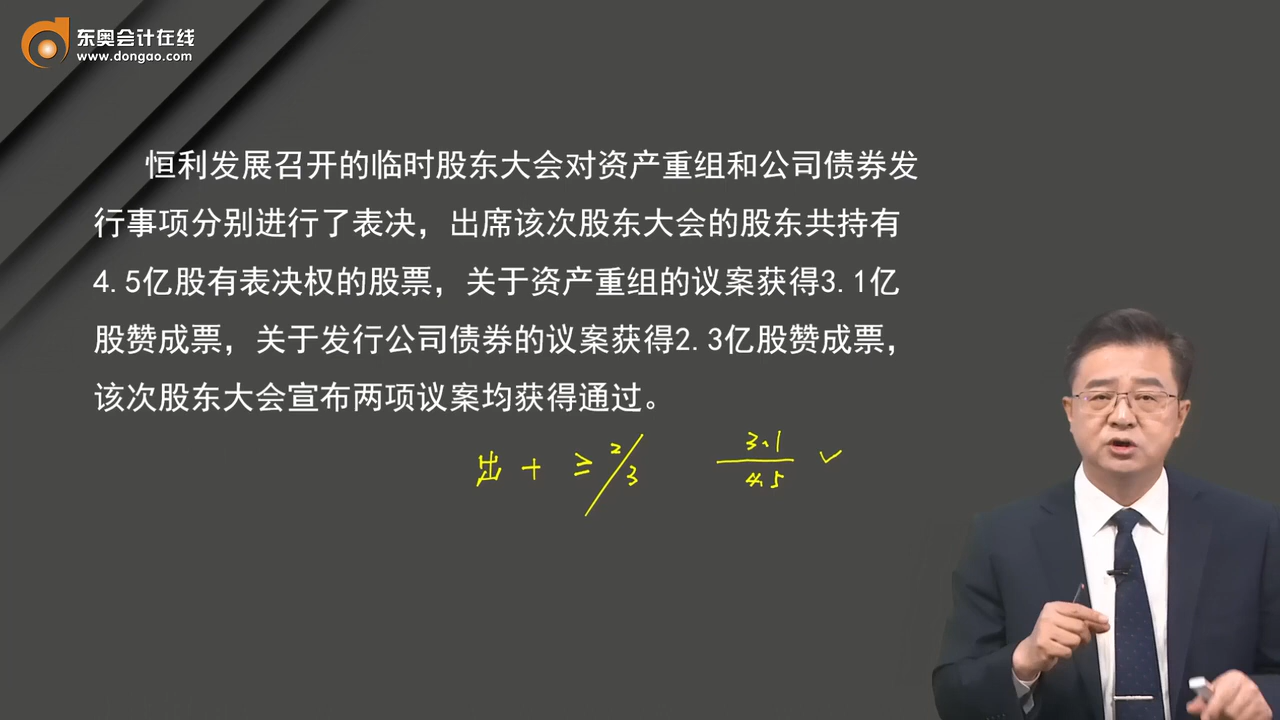 东奥会计在线
www.dongao.com
恒利发展召开的临时股东大会对资产重组和公司债券发
行事项分别进行了表决，出席该次股东大会的股东共持有
4.5亿股有表决权的股票，关于资产重组的议案获得3.1亿
股赞成票，关于发行公司债券的议案获得2.3亿股赞成票，
该次股东大会宣布两项议案均获得通过。
出 + ≥ 2/3 3.1/4.5 ✓